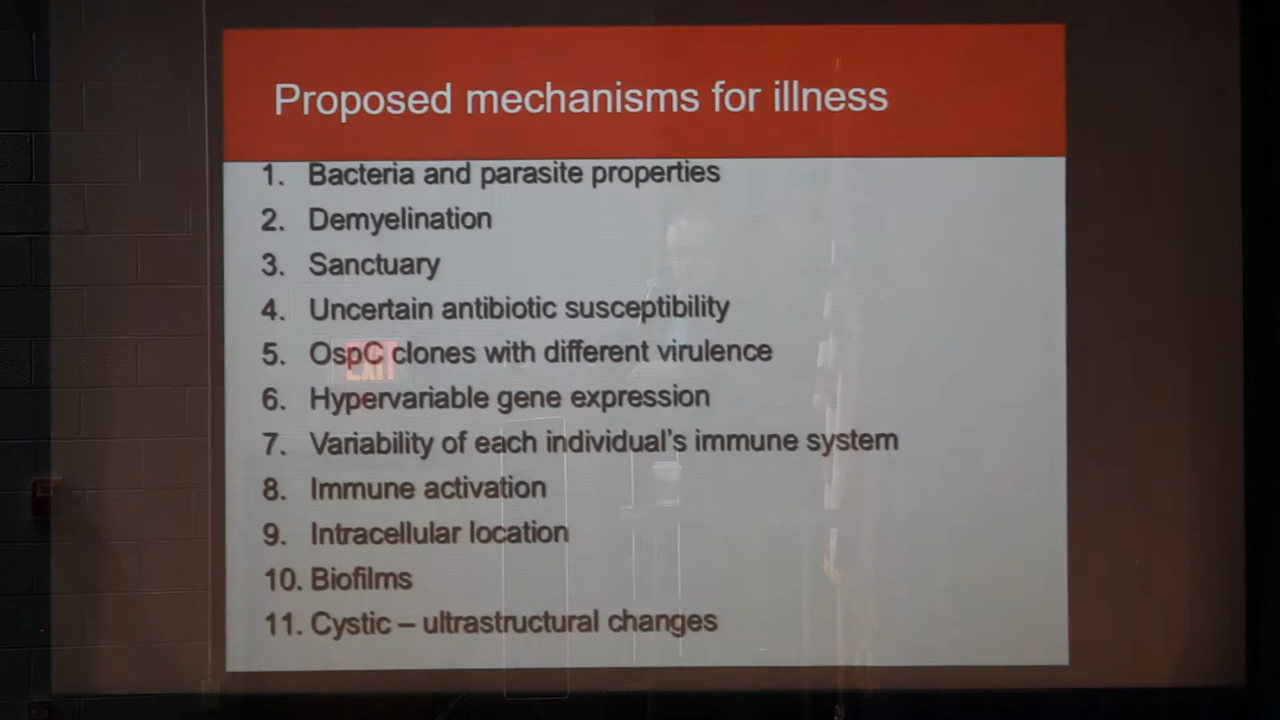 Proposed mechanisms for illness
1. Bacteria and parasite properties
2. Demyelination
3. Sanctuary
4. Uncertain antibiotic susceptibility
5. OspC clones with different virulence
EXIT
6. Hypervariable gene expression
7. Variability of each individual's immune system
8. Immune activation
9. Intracellular location
10. Biofilms
11. Cystic – ultrastructural changes